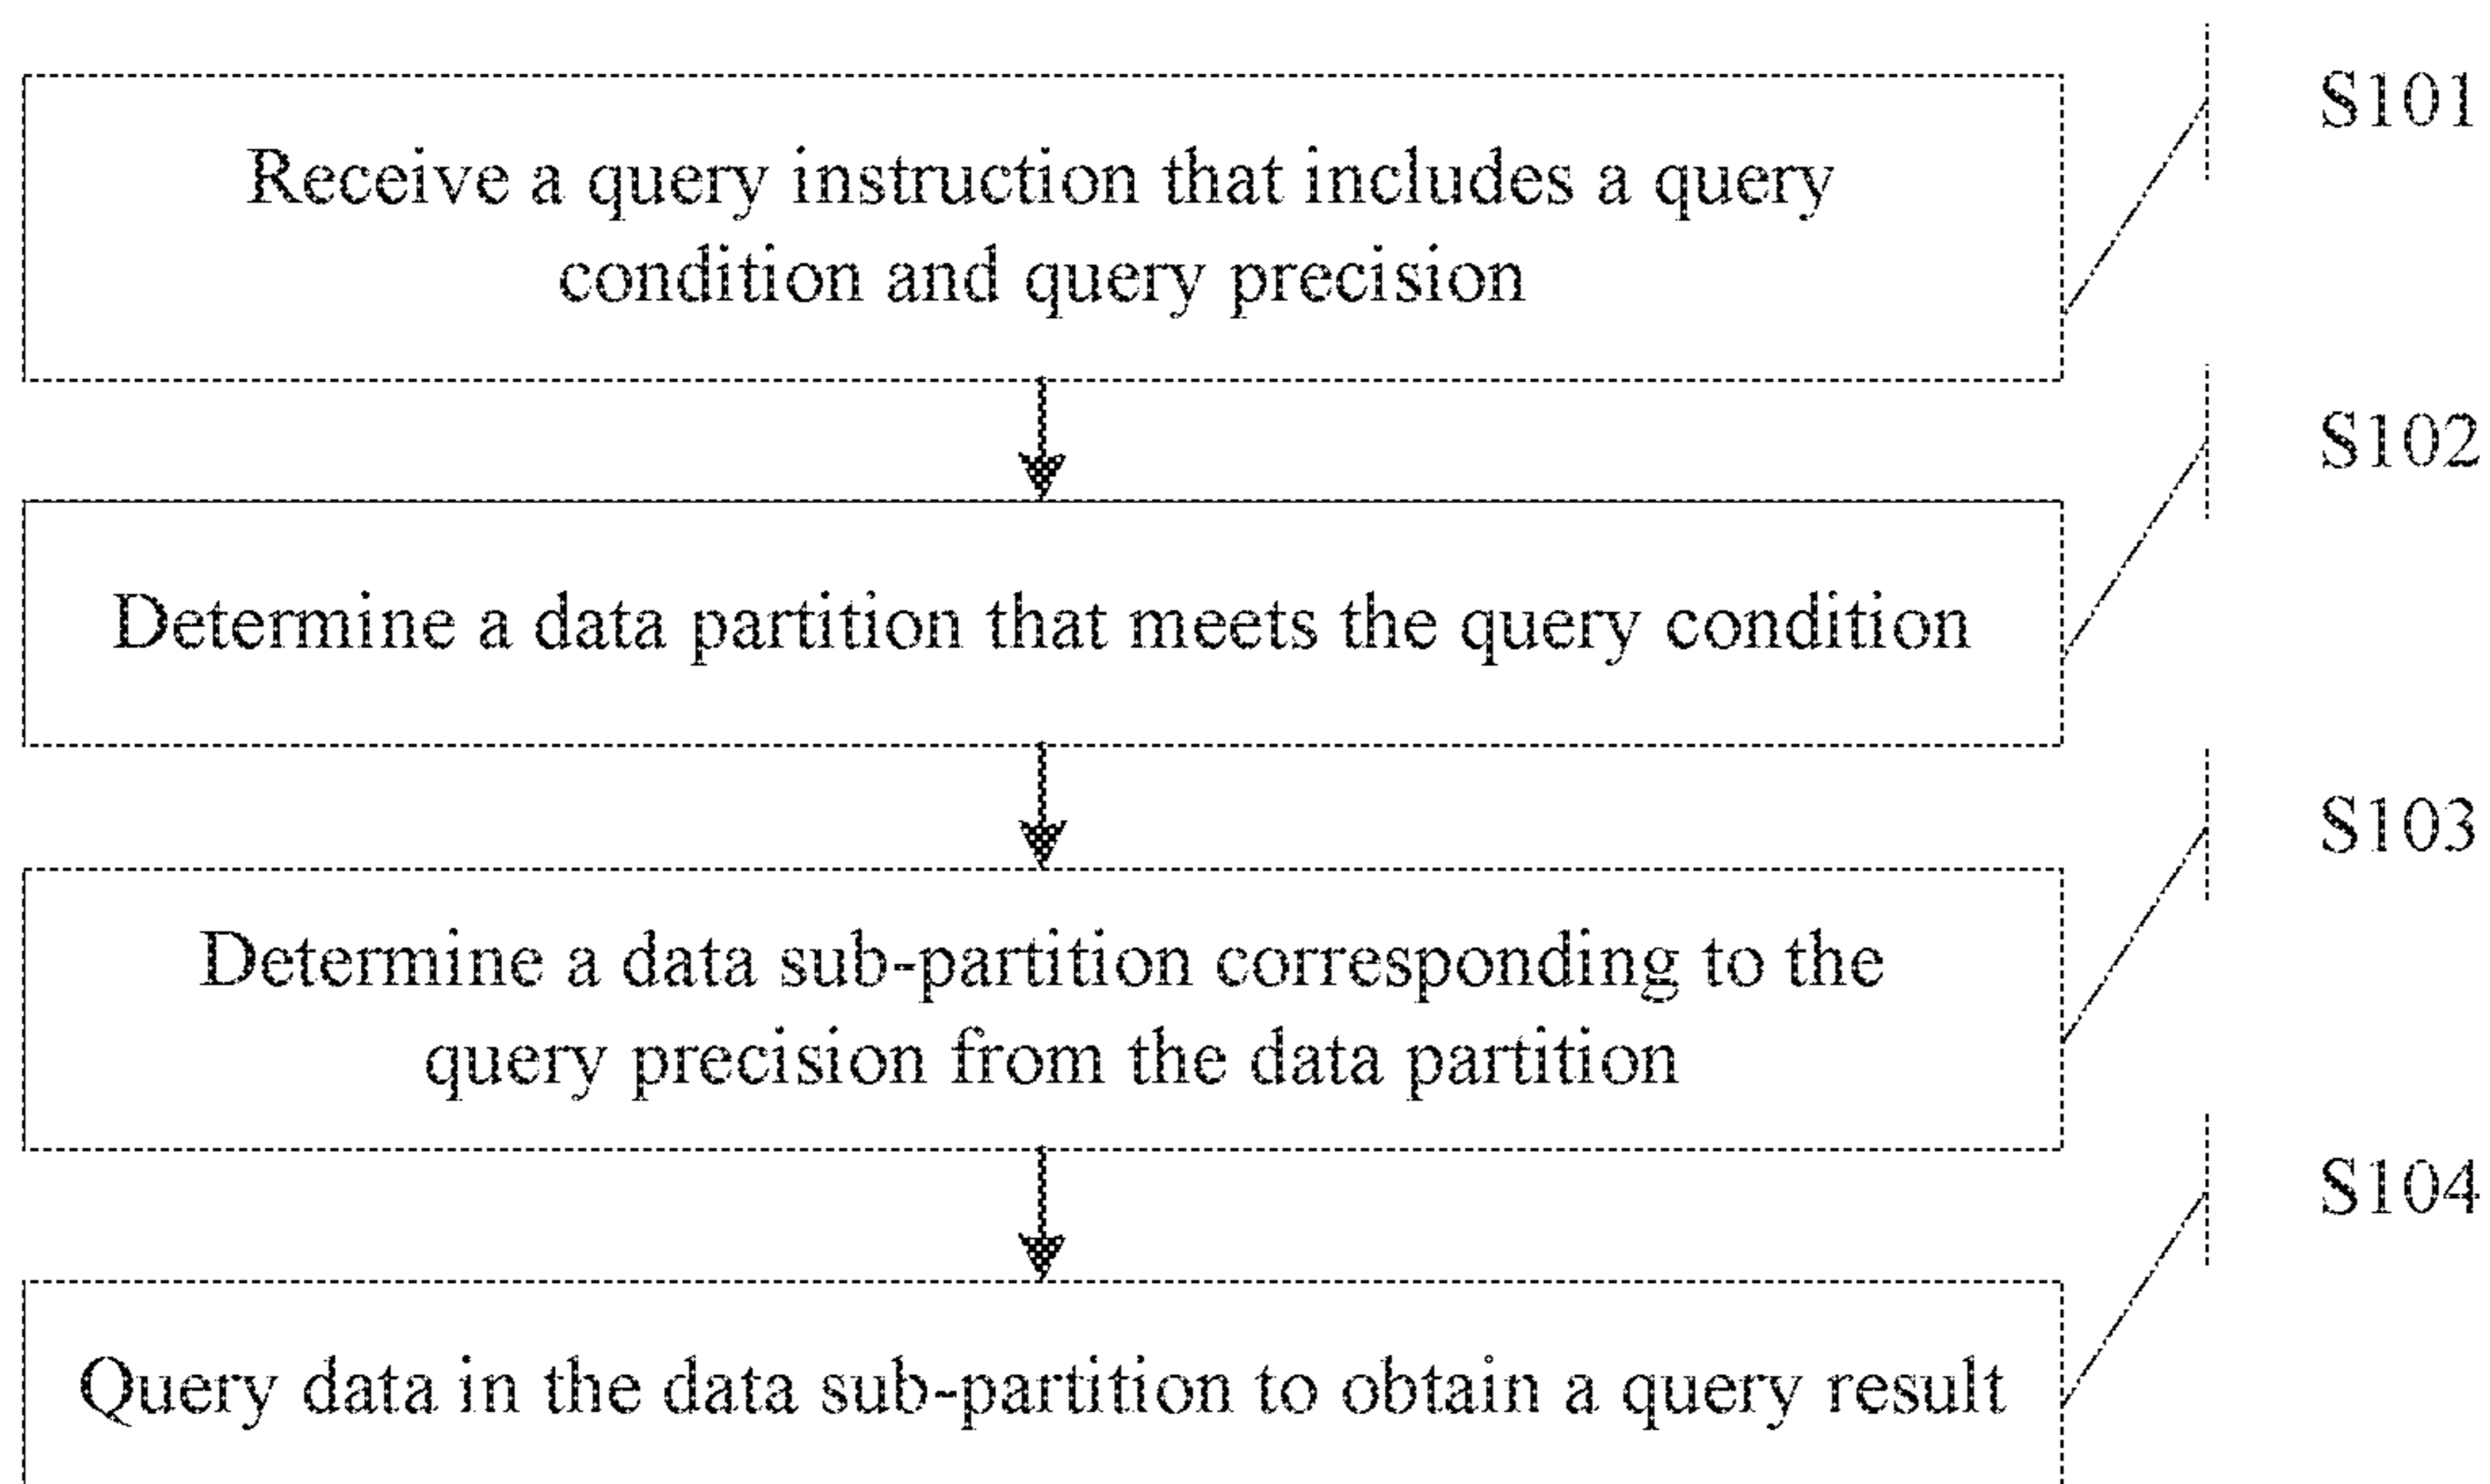 S101
Receive a query instruction that includes a query
condition and query precision
S102
Determine a data partition that meets the query condition
S103
Determine a data sub-partition corresponding to the
query precision from the data partition
S104
Query data in the data sub-partition to obtain a query result